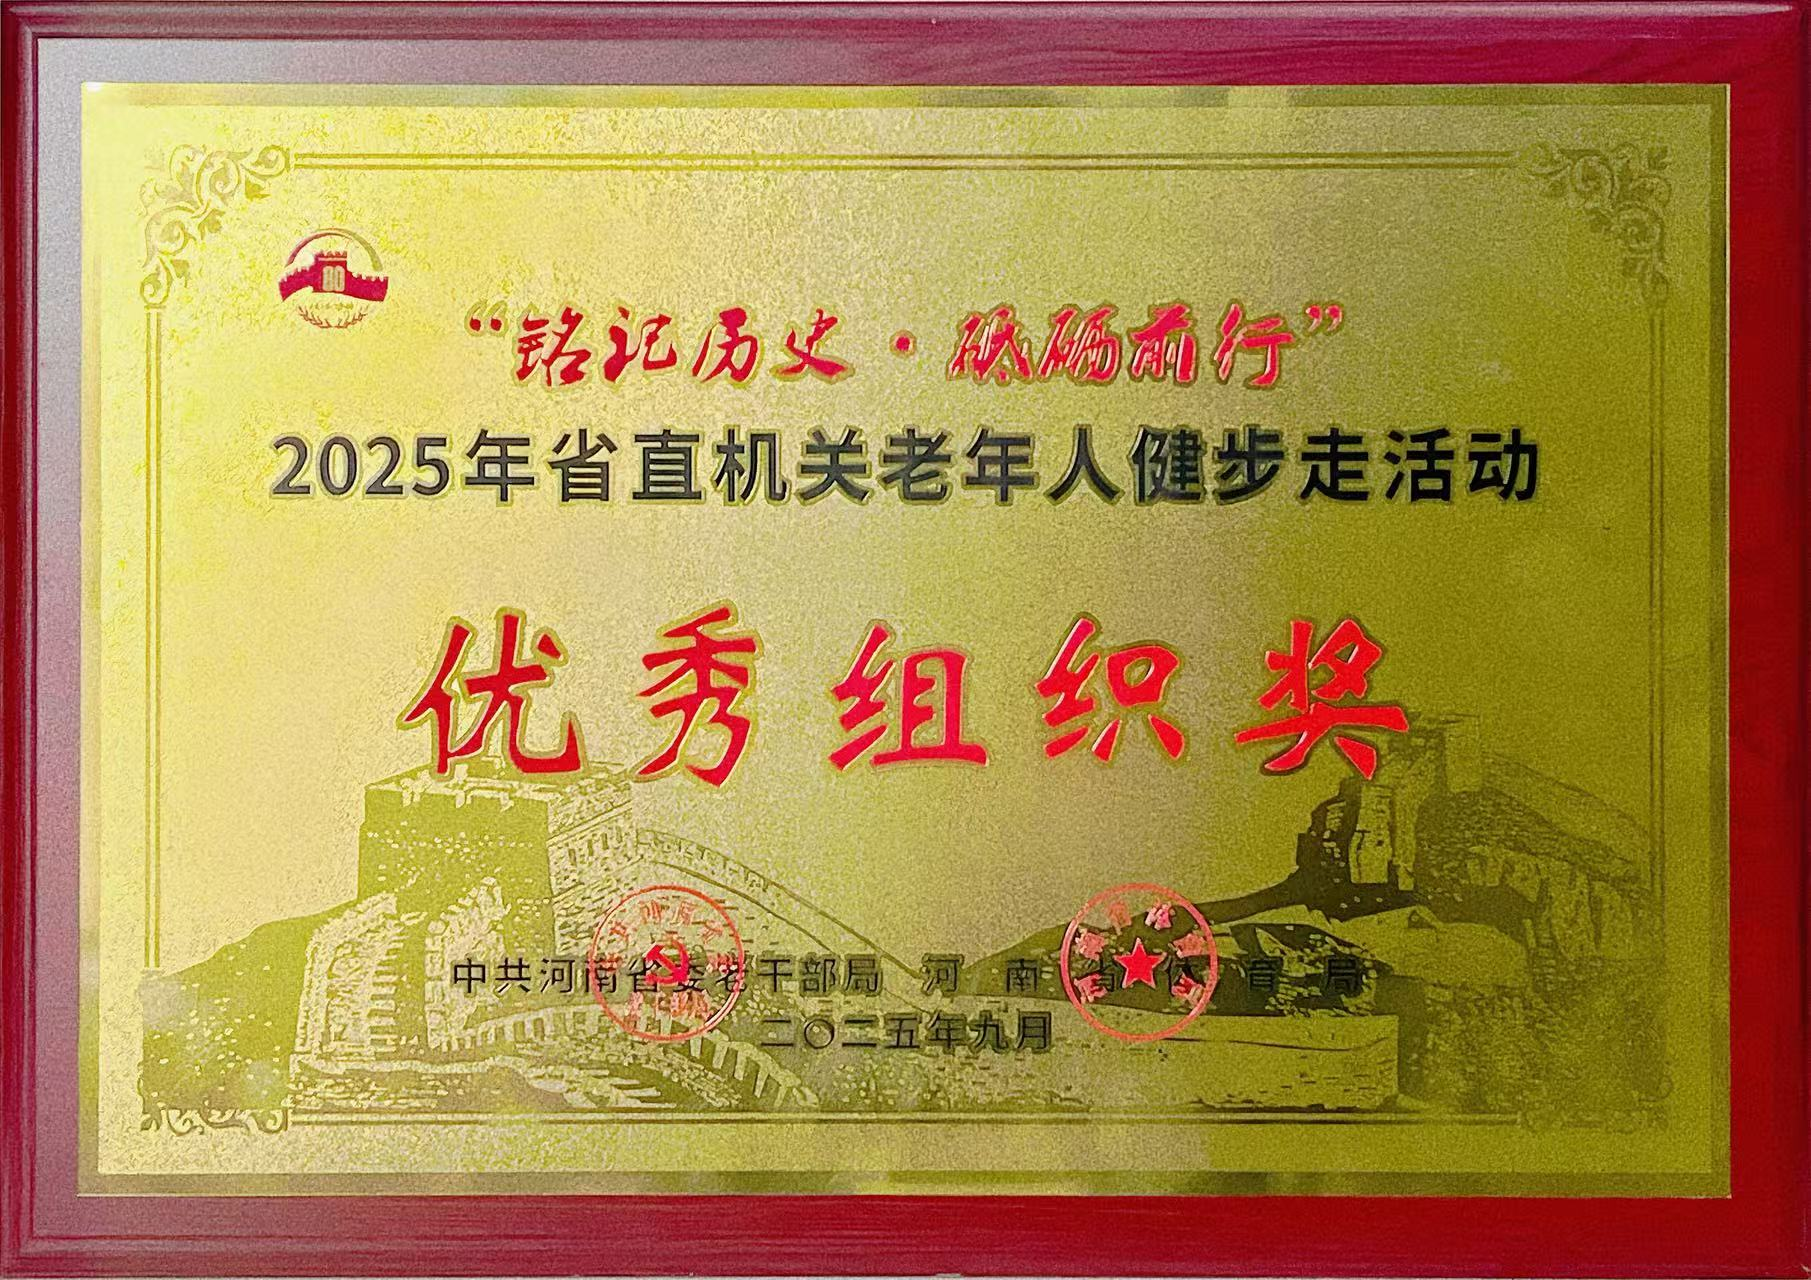 80
“铭记历史·砥砺前行”
2025年省直机关老年人健步走活动
优秀组织奖
中共河南省委老干部局 河南省体育局
二〇二五年九月